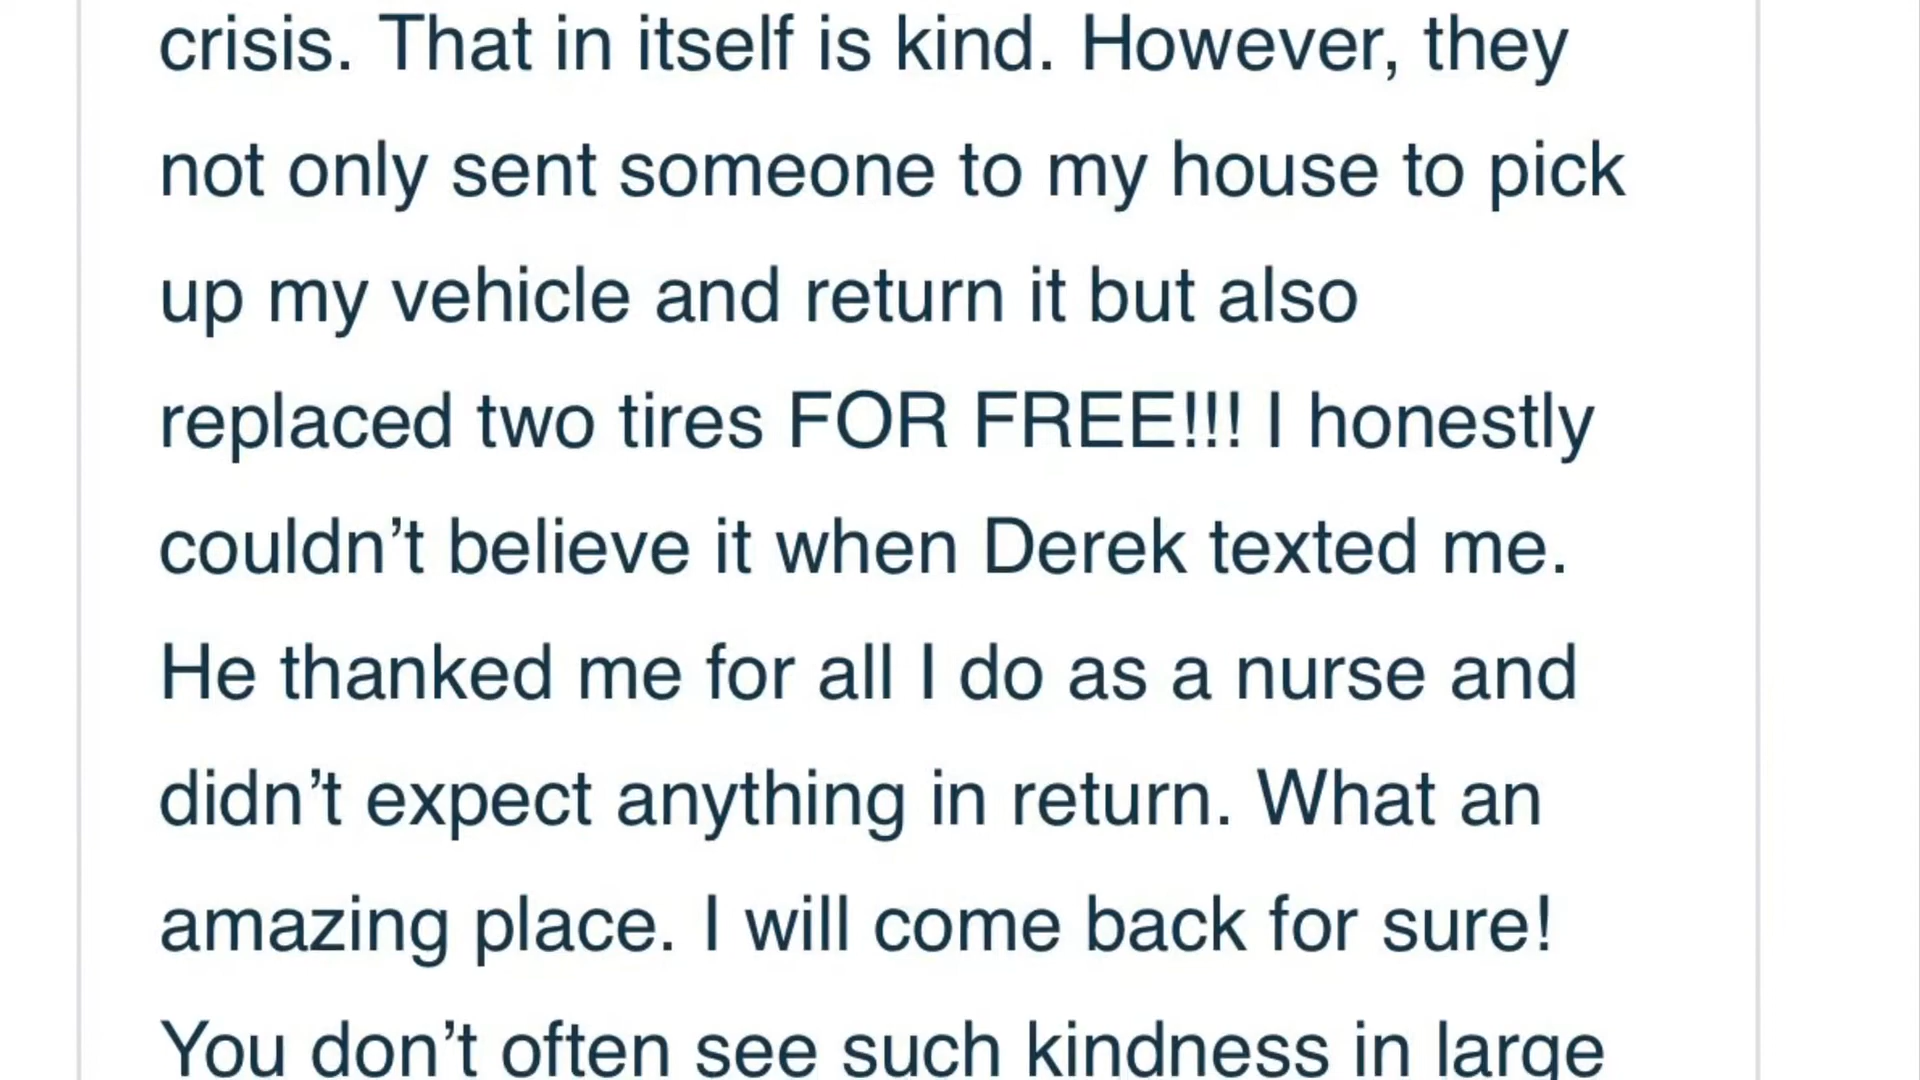 crisis. That in itself is kind. However, they
not only sent someone to my house to pick
up my vehicle and return it but also
replaced two tires FOR FREE!!! I honestly
couldn’t believe it when Derek texted me.
He thanked me for all I do as a nurse and
didn’t expect anything in return. What an
amazing place. I will come back for sure!
You don’t often see such kindness in large